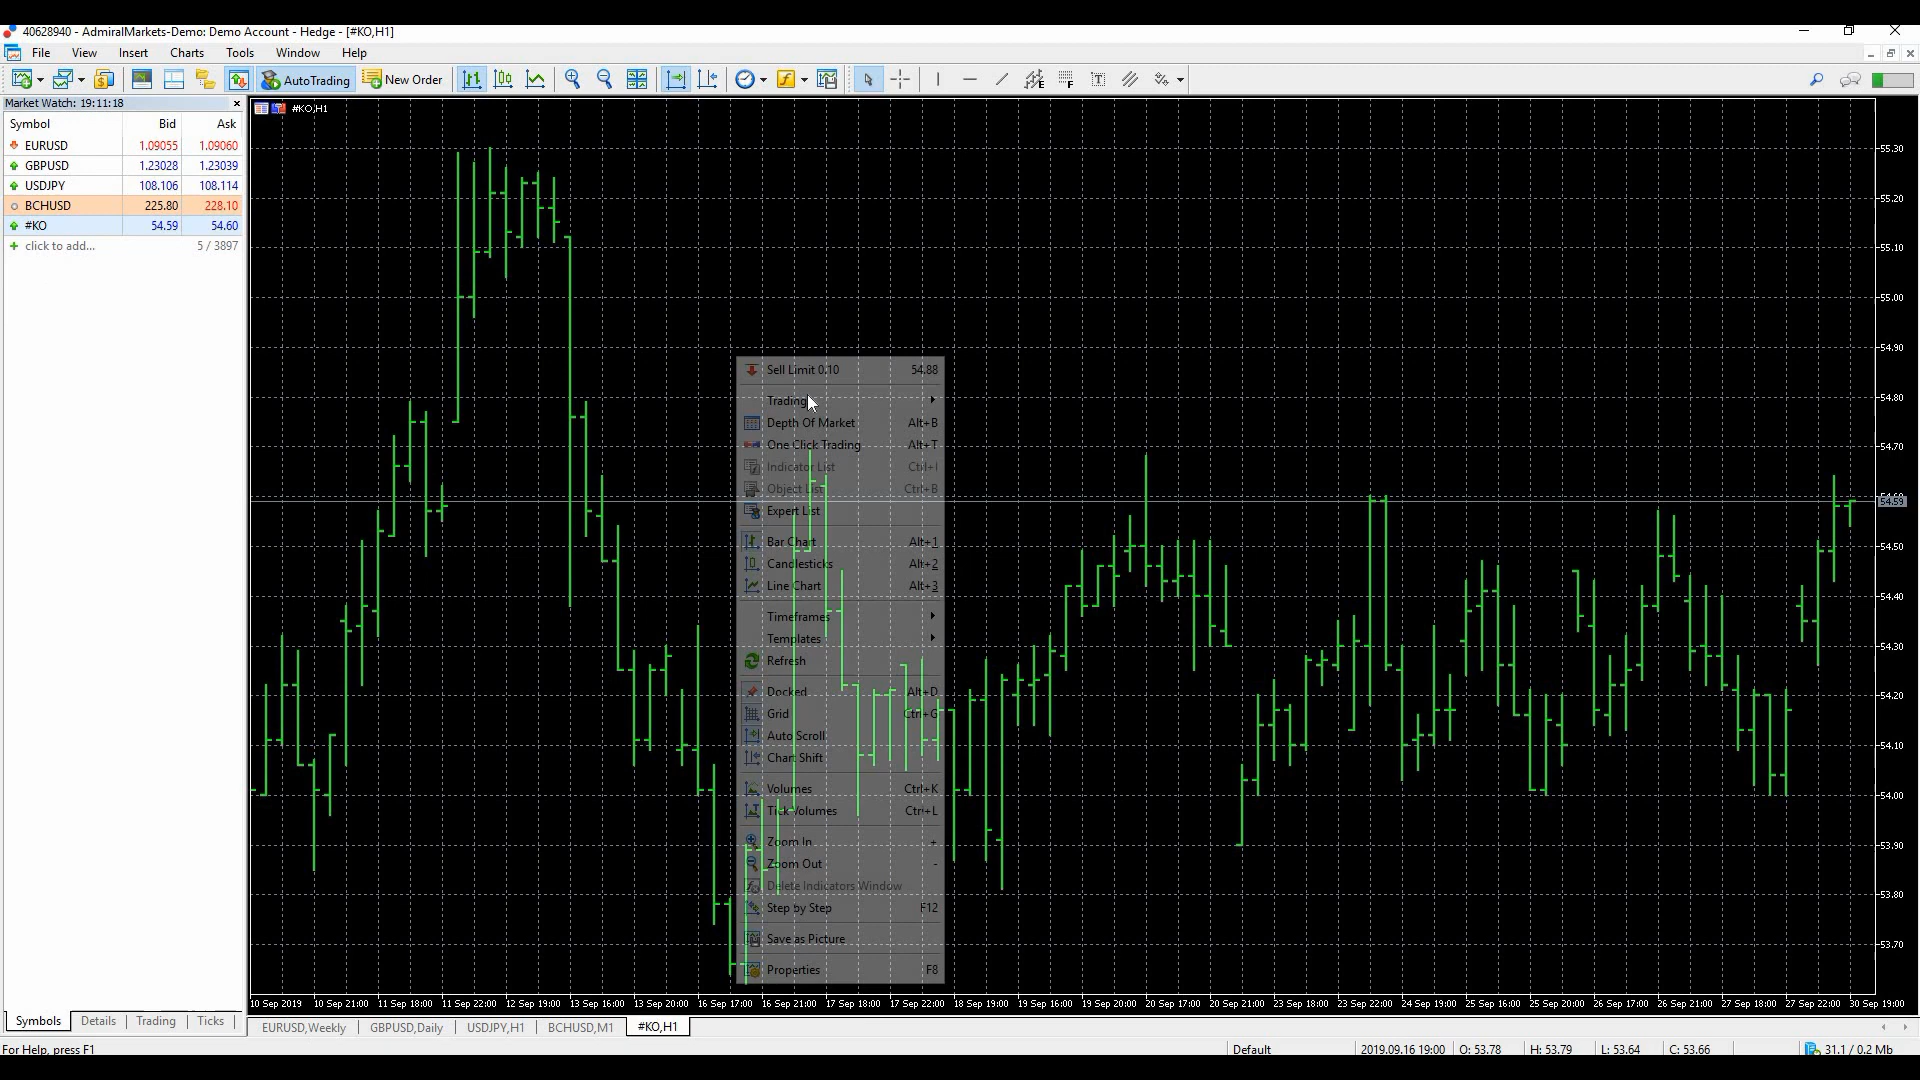 40628940 - AdmiralMarkets-Demo: Demo Account - Hedge - [#KO,H1]
File View Insert Charts Tools Window Help
AutoTrading New Order
Market Watch: 19:11:18
Symbol Bid Ask
EURUSD 1.09055 1.09060
GBPUSD 1.23028 1.23039
USDJPY 108.106 108.114
BCHUSD 225.80 228.10
#KO 54.59 54.60
click to add... 5 / 3897
#KO,H1
55.30
55.20
55.10
55.00
54.90
54.80
54.70
54.59
54.50
54.40
54.30
54.20
54.10
54.00
53.90
53.80
53.70
Sell Limit 0.10 54.88
Trading
Depth Of Market Alt+B
One Click Trading Alt+T
Indicator List Ctrl+I
Object List Ctrl+B
Expert List
Bar Chart Alt+1
Candlesticks Alt+2
Line Chart Alt+3
Timeframes
Templates
Refresh
Docked Alt+D
Grid Ctrl+G
Auto Scroll
Chart Shift
Volumes Ctrl+K
Tick Volumes Ctrl+L
Zoom In +
Zoom Out -
Delete Indicators Window
Step by Step F12
Save as Picture
Properties F8
10 Sep 2019 10 Sep 21:00 11 Sep 18:00 11 Sep 22:00 12 Sep 19:00 13 Sep 16:00 13 Sep 20:00 16 Sep 17:00 16 Sep 21:00 17 Sep 18:00 17 Sep 22:00 18 Sep 19:00 19 Sep 16:00 19 Sep 20:00 20 Sep 17:00 20 Sep 21:00 23 Sep 18:00 23 Sep 22:00 24 Sep 19:00 25 Sep 16:00 25 Sep 20:00 26 Sep 17:00 26 Sep 21:00 27 Sep 18:00 27 Sep 22:00 30 Sep 19:00
Symbols Details Trading Ticks
EURUSD,Weekly GBPUSD,Daily USDJPY,H1 BCHUSD,M1 #KO,H1
For Help, press F1 Default 2019.09.16 19:00 O: 53.78 H: 53.79 L: 53.64 C: 53.66 31.1 / 0.2 Mb